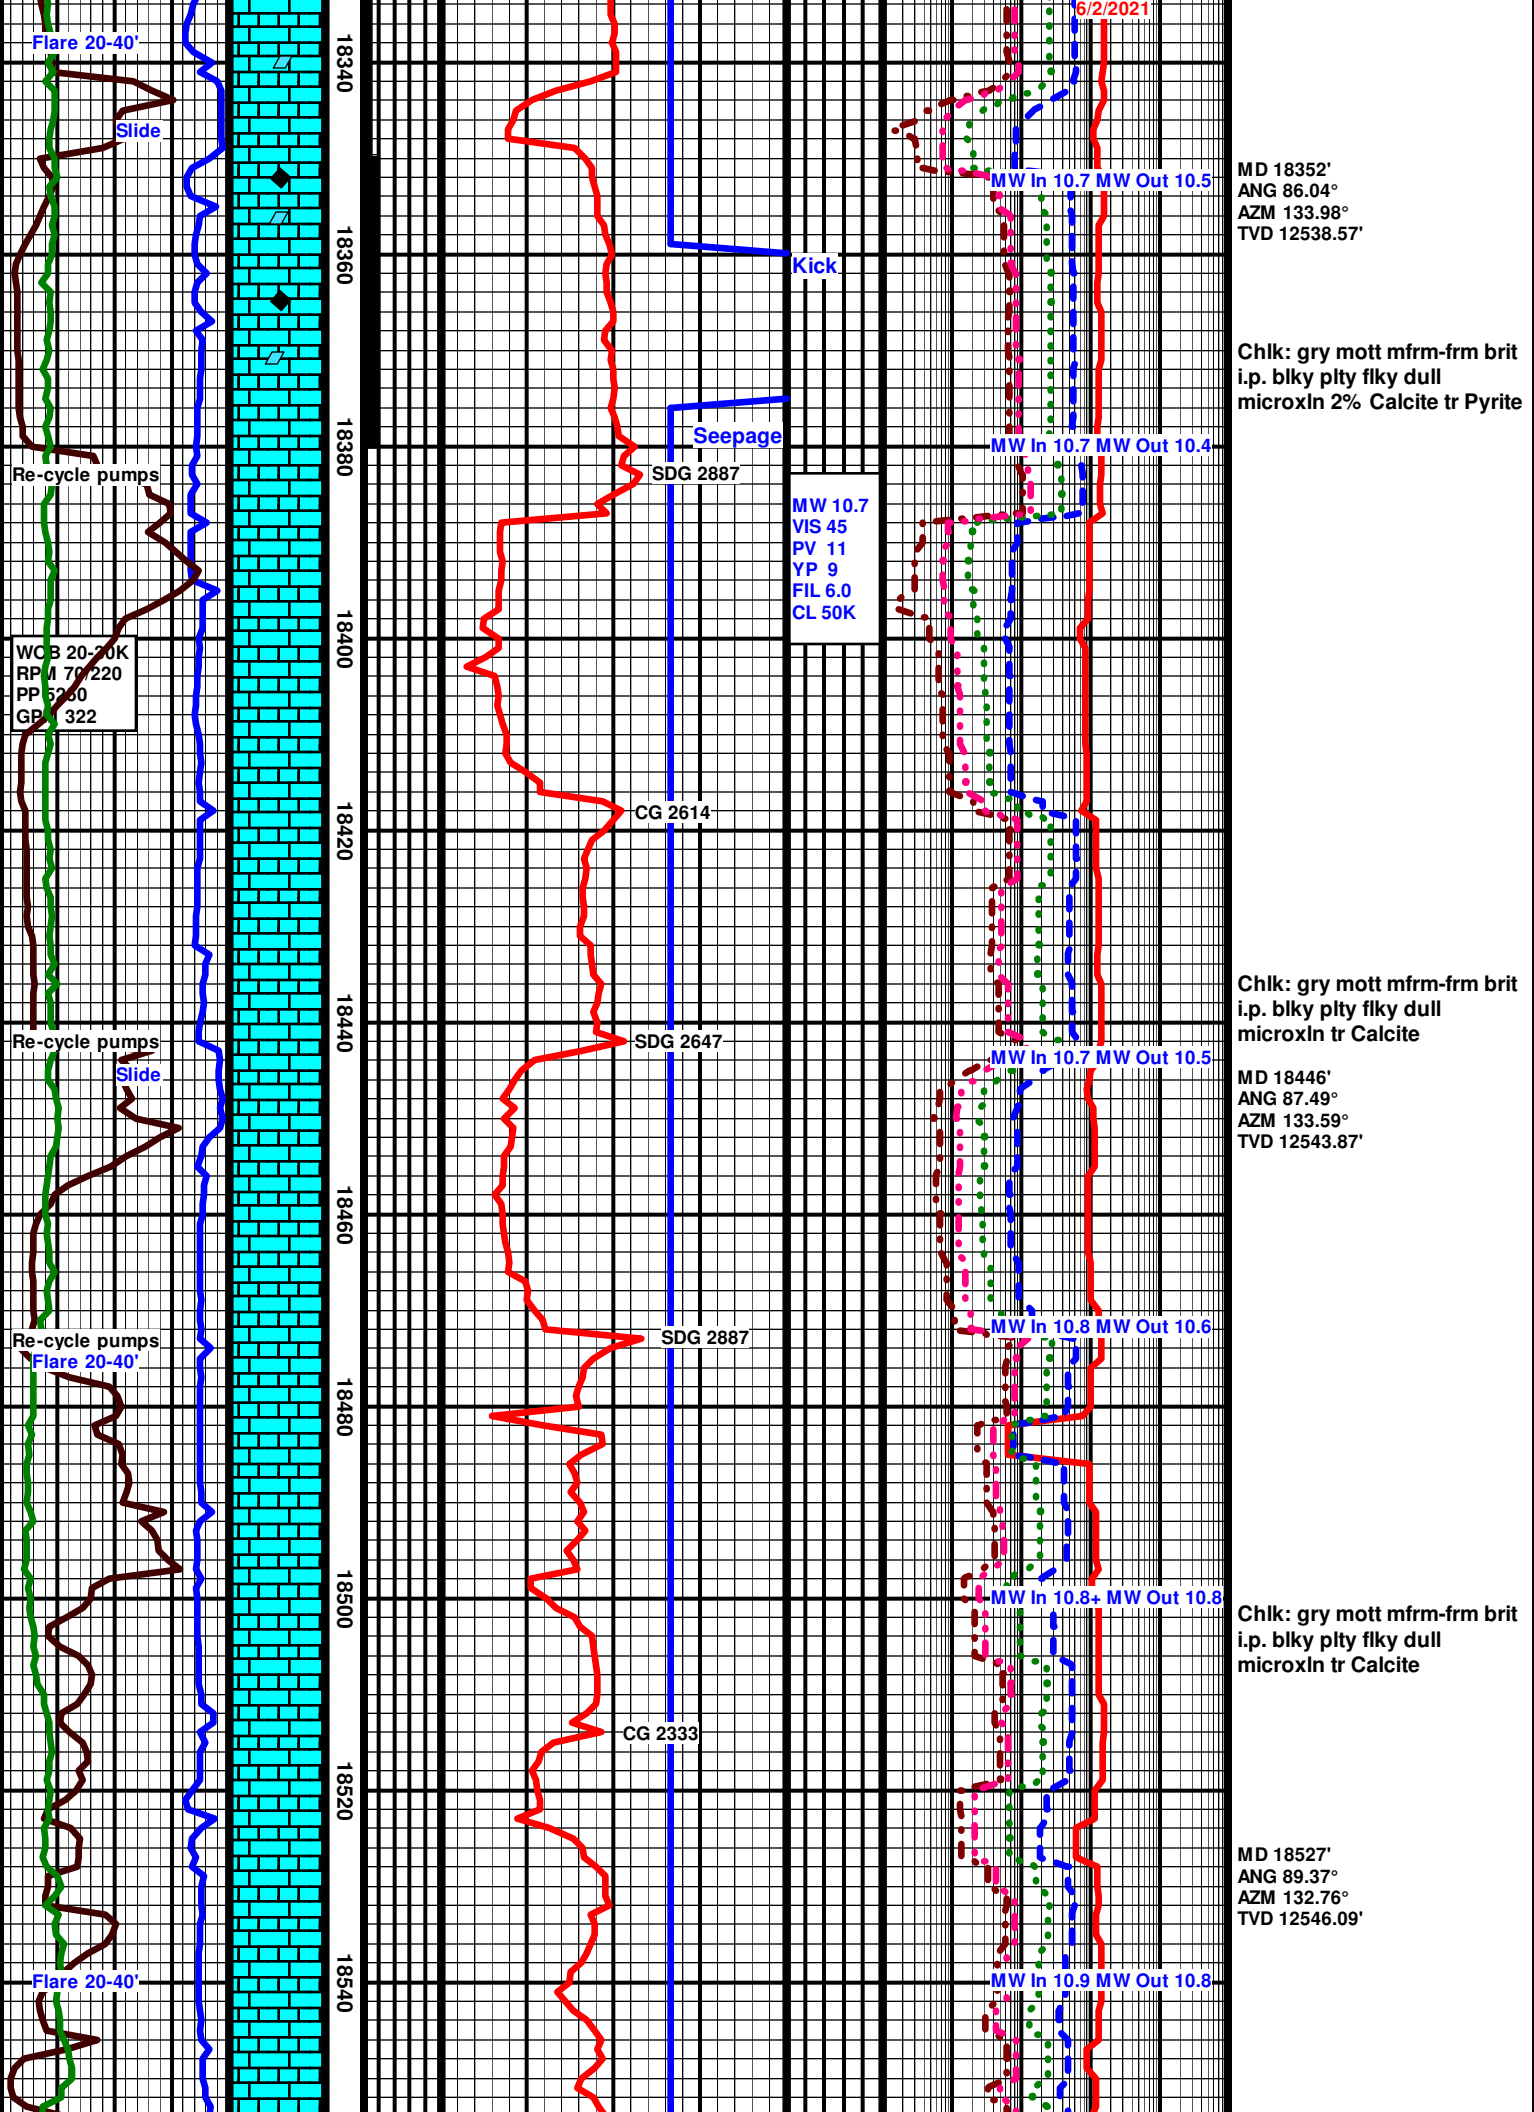 6/2/2021
Flare 20-40'
18340
Slide
MD 18352'
ANG 86.04°
AZM 133.98°
TVD 12538.57'
MW In 10.7 MW Out 10.5
18360
Kick
Chlk: gry mott mfrm-frm brit
i.p. blky plty flky dull
microxln 2% Calcite tr Pyrite
18380
Seepage
MW In 10.7 MW Out 10.4
Re-cycle pumps
SDG 2887
MW 10.7
VIS 45
PV 11
YP 9
FIL 6.0
CL 50K
18400
WOB
RPM 70/220
PP
322
CG 2614
18420
Chlk: gry mott mfrm-frm brit
i.p. blky plty flky dull
microxln tr Calcite
18440
Re-cycle pumps
SDG 2647
MW In 10.7 MW Out 10.5
Slide
MD 18446'
ANG 87.49°
AZM 133.59°
TVD 12543.87'
18460
MW In 10.8 MW Out 10.6
Re-cycle pumps
SDG 2887
Flare 20-40'
18480
18500
MW In 10.8+ MW Out 10.8
Chlk: gry mott mfrm-frm brit
i.p. blky plty flky dull
microxln tr Calcite
CG 2333
18520
MD 18527'
ANG 89.37°
AZM 132.76°
TVD 12546.09'
18540
Flare 20-40'
MW In 10.9 MW Out 10.8